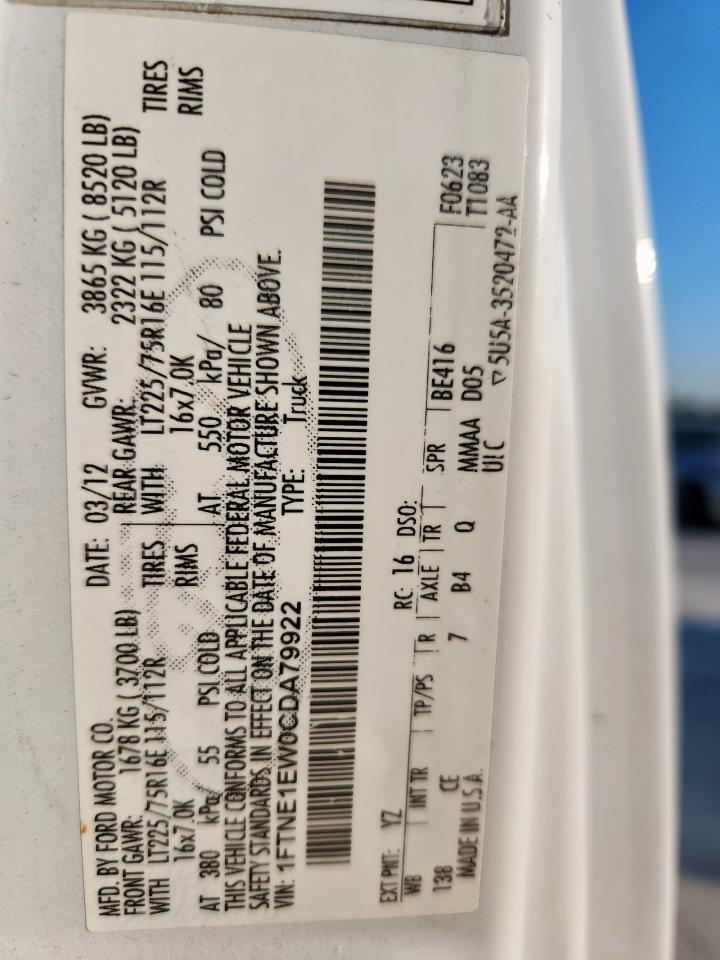 MFD. BY FORD MOTOR CO. DATE: 03/12 GVWR: 3865 KG ( 8520 LB)
FRONT GAWR: 1678 KG ( 3700 LB) REAR GAWR: 2322 KG ( 5120 LB)
WITH LT225/75R16E 115/112R TIRES WITH LT225/75R16E 115/112R TIRES
16x7.0K RIMS 16x7.0K RIMS
AT 380 kPa/ 55 PSI COLD AT 550 kPa/ 80 PSI COLD
THIS VEHICLE CONFORMS TO ALL APPLICABLE FEDERAL MOTOR VEHICLE
SAFETY STANDARDS IN EFFECT ON THE DATE OF MANUFACTURE SHOWN ABOVE.
VIN: 1FTNE1EW0CDA79922 TYPE: Truck
EXT PNT: YZ RC: 16 DSO: F0623
WB INT TR TP/PS R AXLE TR SPR BE416 T1083
138 CE 7 B4 Q MMAA D05
MADE IN U.S.A. ULC ▽ 5U5A-3520472-AA